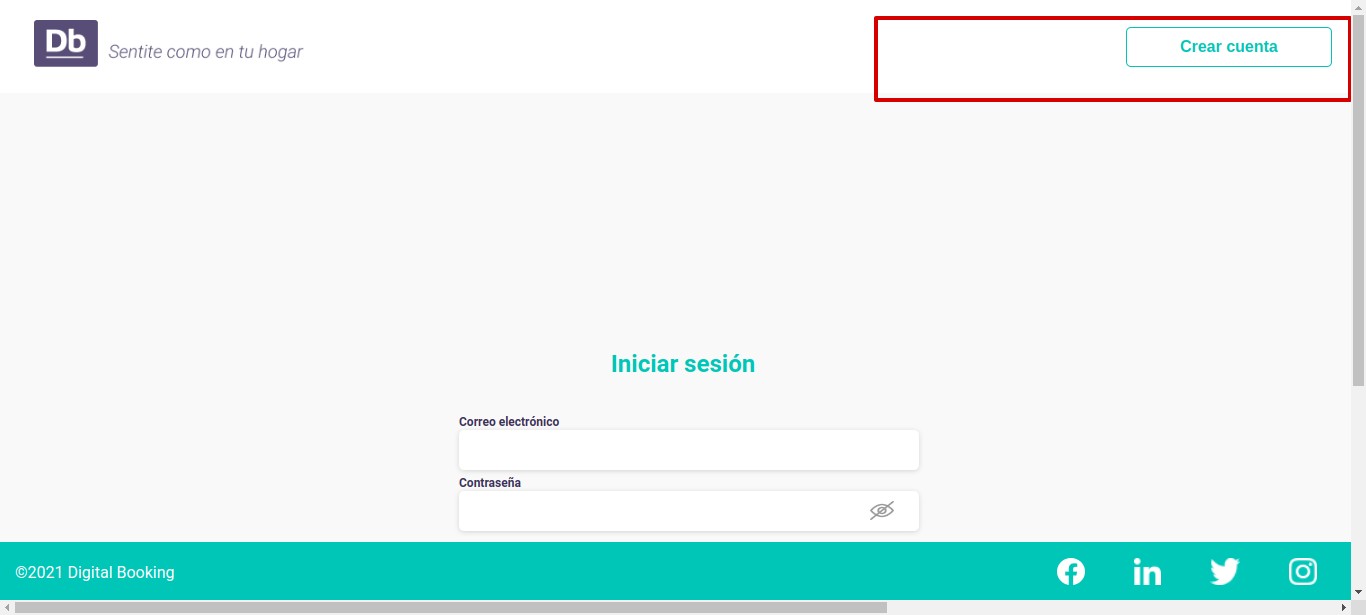 Db
Sentite como en tu hogar
Crear cuenta
Iniciar sesión
Correo electrónico
Contraseña
©2021 Digital Booking